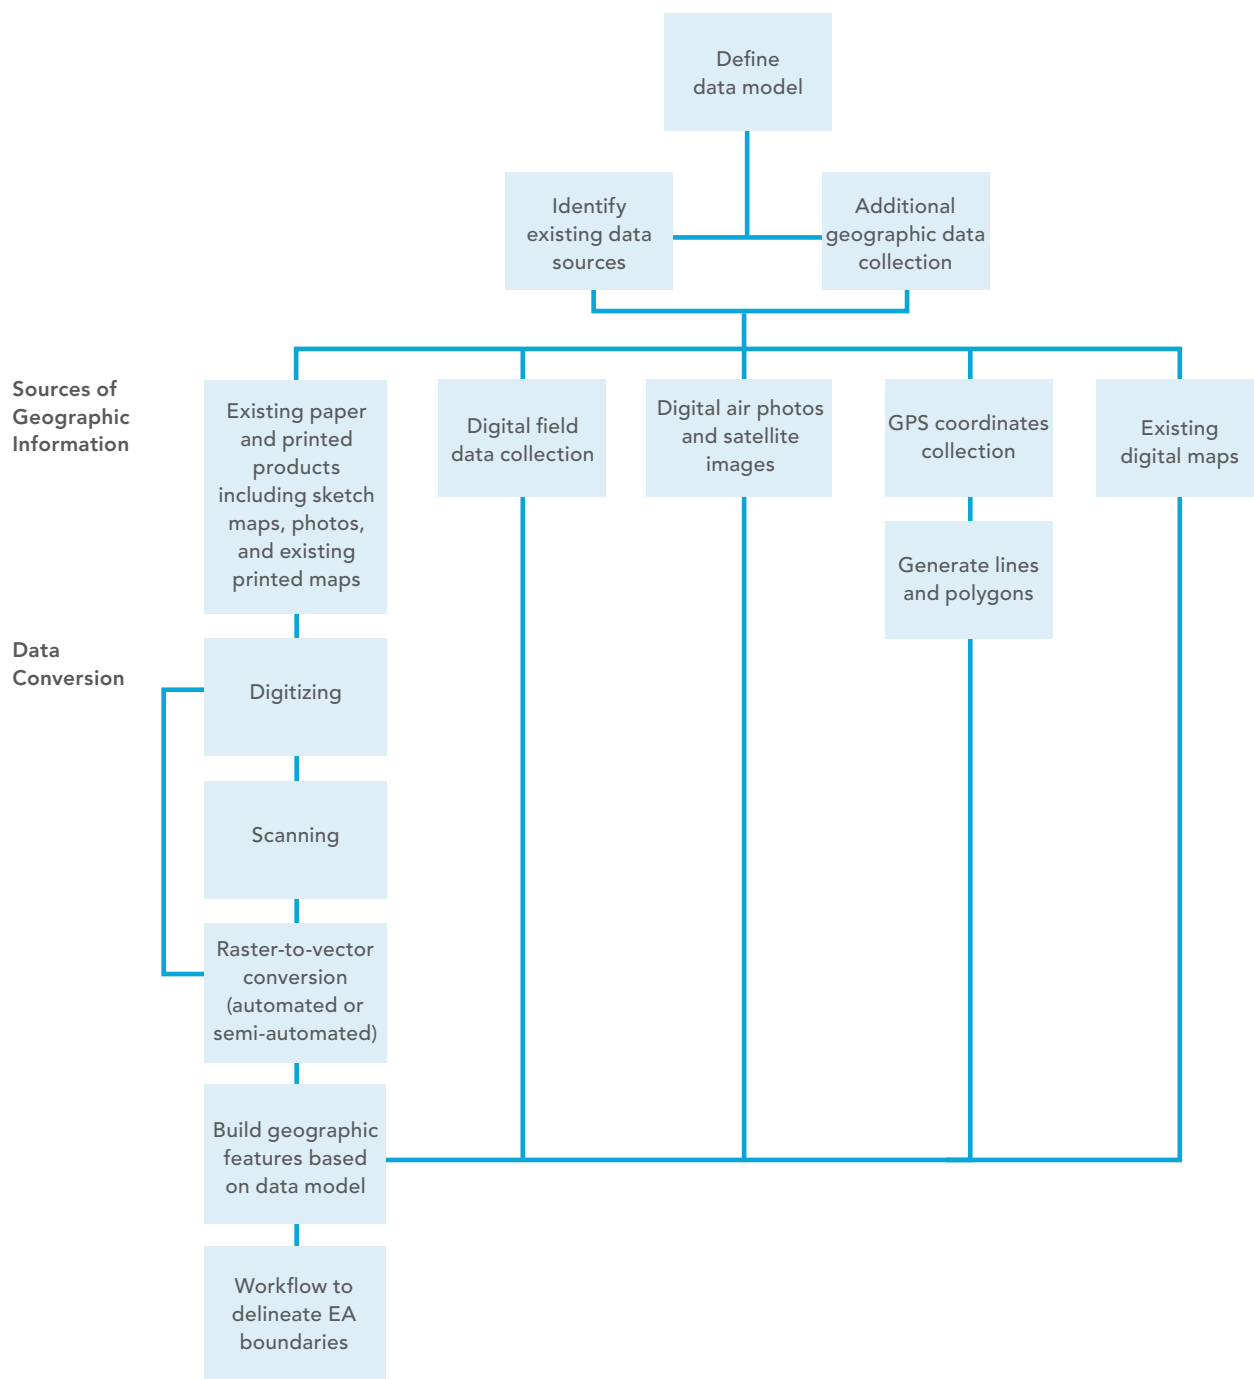 Define
data model
Identify
existing data
sources
Additional
geographic data
collection
Sources of
Geographic
Information
Existing paper
and printed
products
including sketch
maps, photos,
and existing
printed maps
Digital field
data collection
Digital air photos
and satellite
images
GPS coordinates
collection
Existing
digital maps
Generate lines
and polygons
Data
Conversion
Digitizing
Scanning
Raster-to-vector
conversion
(automated or
semi-automated)
Build geographic
features based
on data model
Workflow to
delineate EA
boundaries